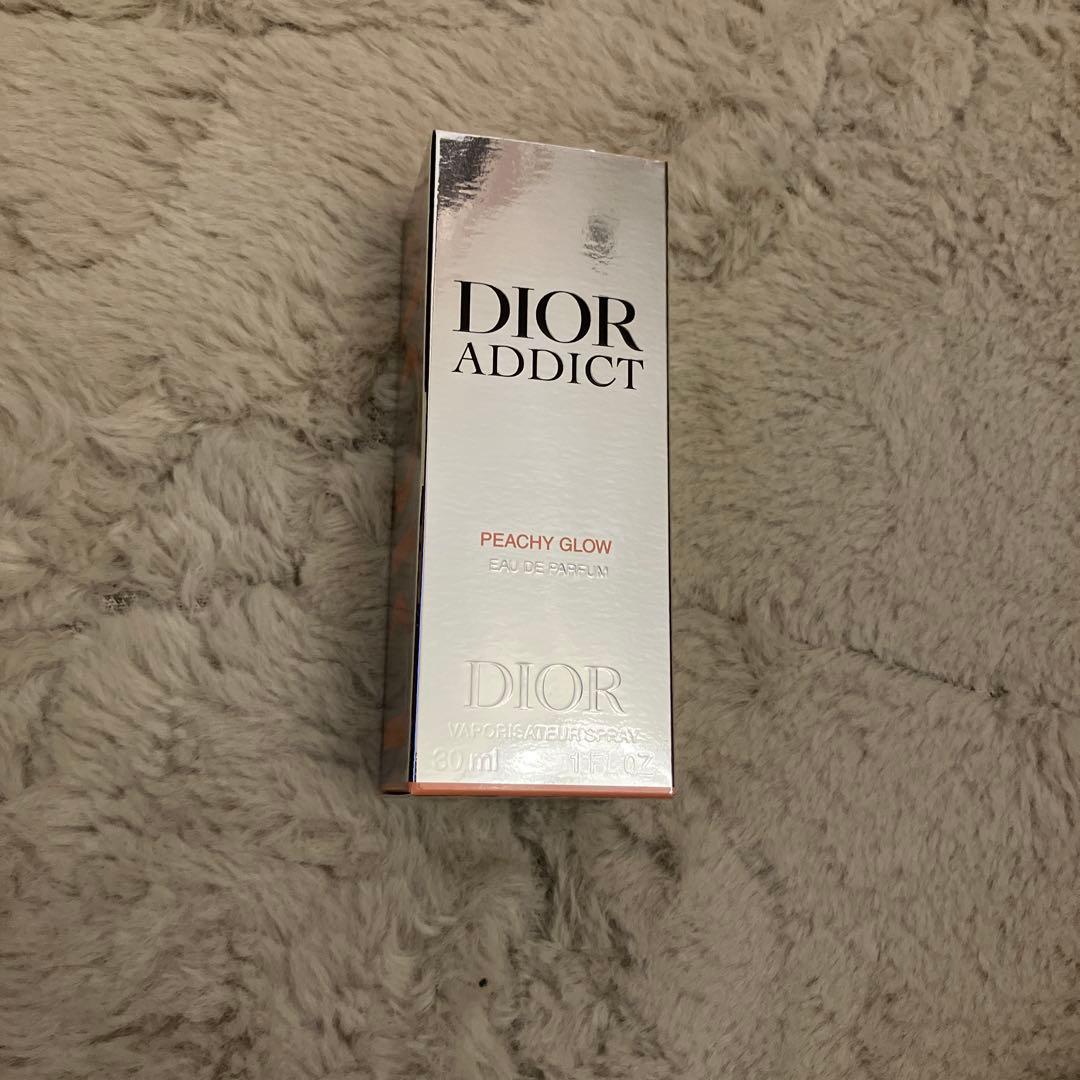 DIOR
ADDICT
PEACHY GLOW
EAU DE PARFUM
DIOR
VAPORISATEUR SPRAY
30 ml 1 FL OZ